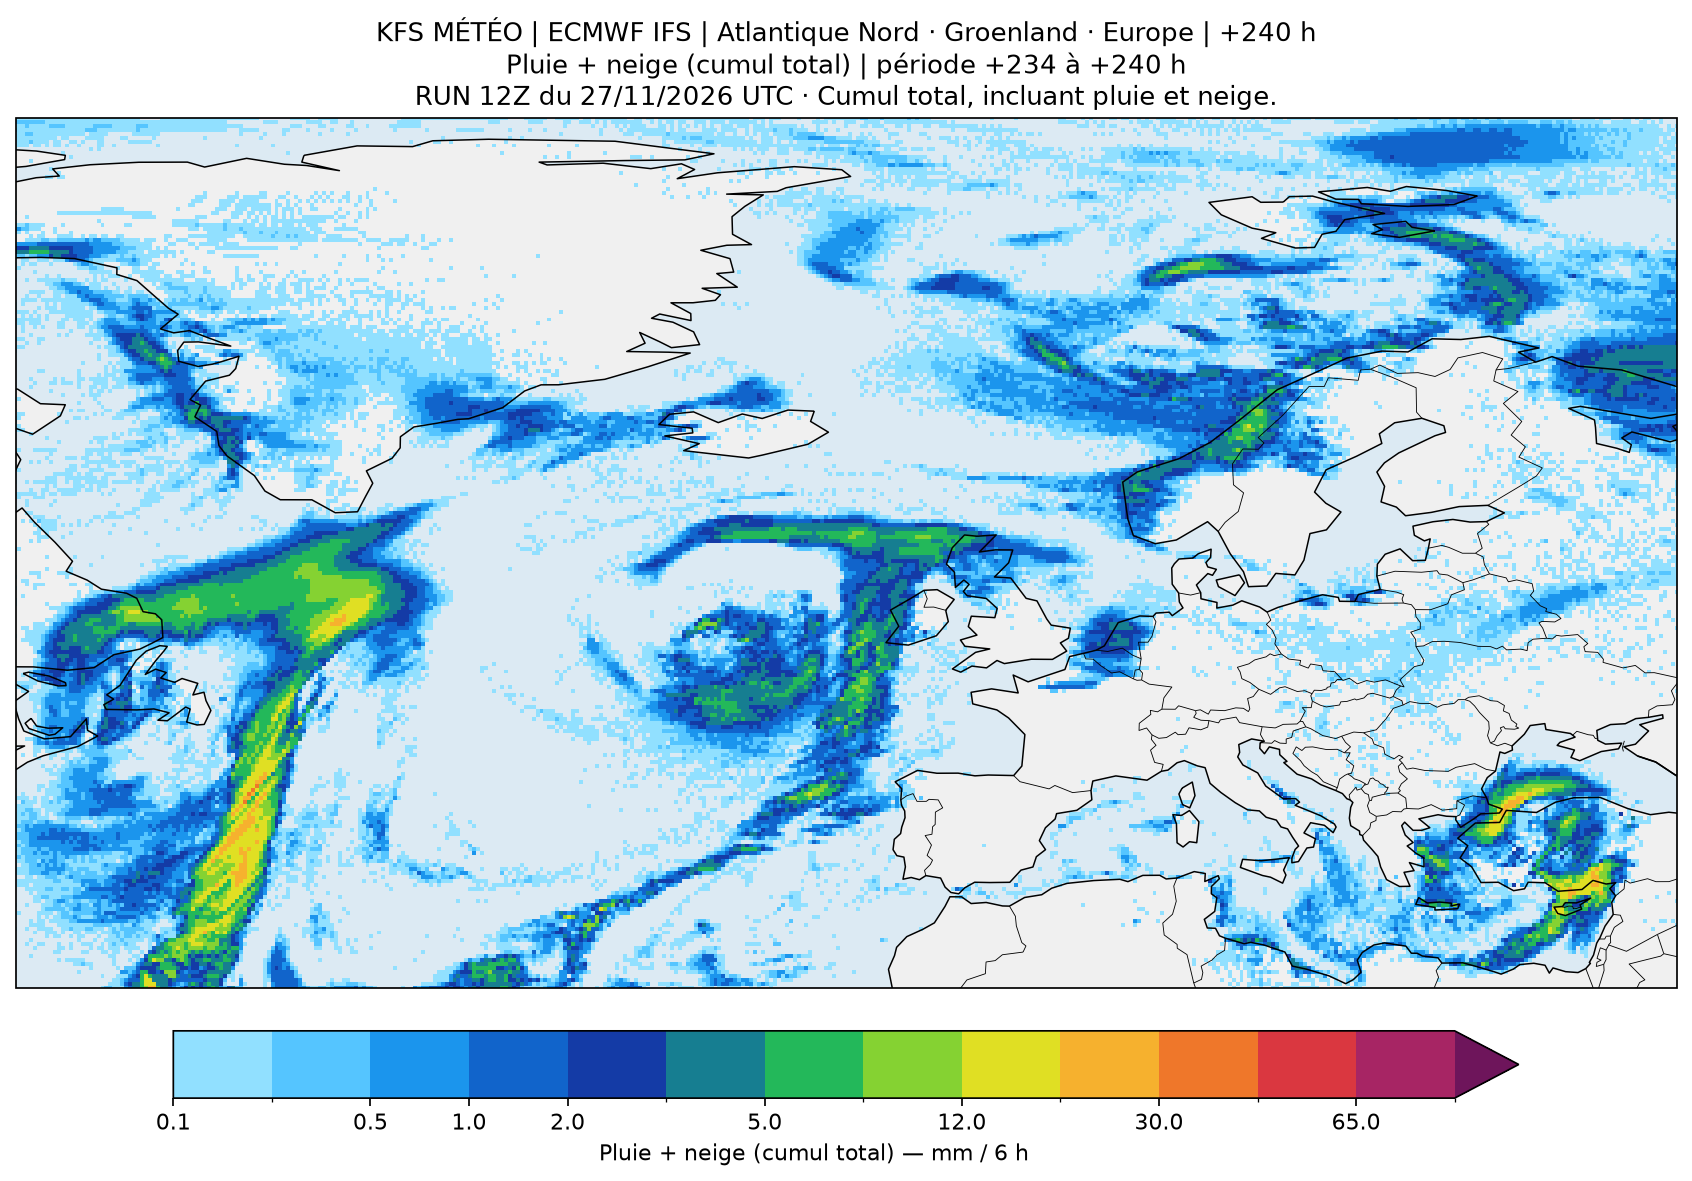 KFS MÉTÉO | ECMWF IFS | Atlantique Nord · Groenland · Europe | +240 h
Pluie + neige (cumul total) | période +234 à +240 h
RUN 12Z du 27/11/2026 UTC · Cumul total, incluant pluie et neige.
0.1 0.5 1.0 2.0 5.0 12.0 30.0 65.0
Pluie + neige (cumul total) — mm / 6 h